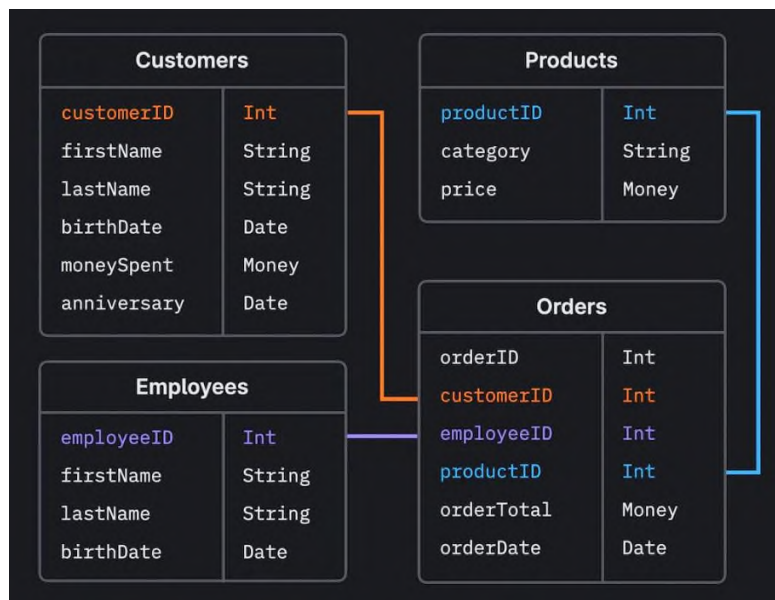 Customers
customerID Int
firstName String
lastName String
birthDate Date
moneySpent Money
anniversary Date
Employees
employeeID Int
firstName String
lastName String
birthDate Date
Products
productID Int
category String
price Money
Orders
orderID Int
customerID Int
employeeID Int
productID Int
orderTotal Money
orderDate Date